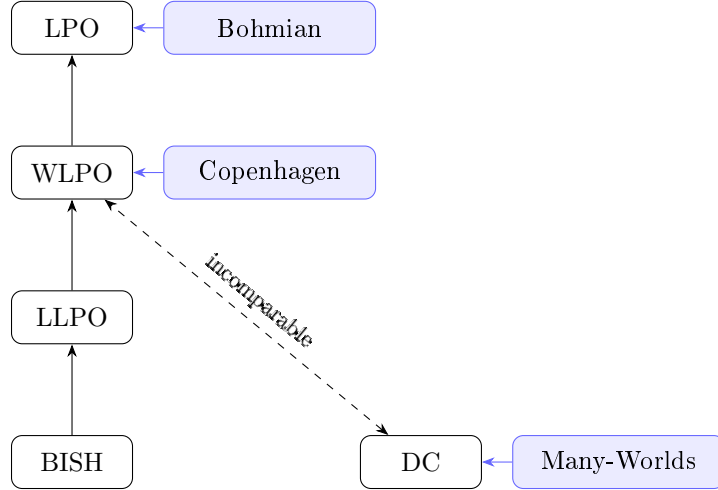 LPO
Bohmian
WLPO
Copenhagen
incomparable
LLPO
BISH
DC
Many-Worlds